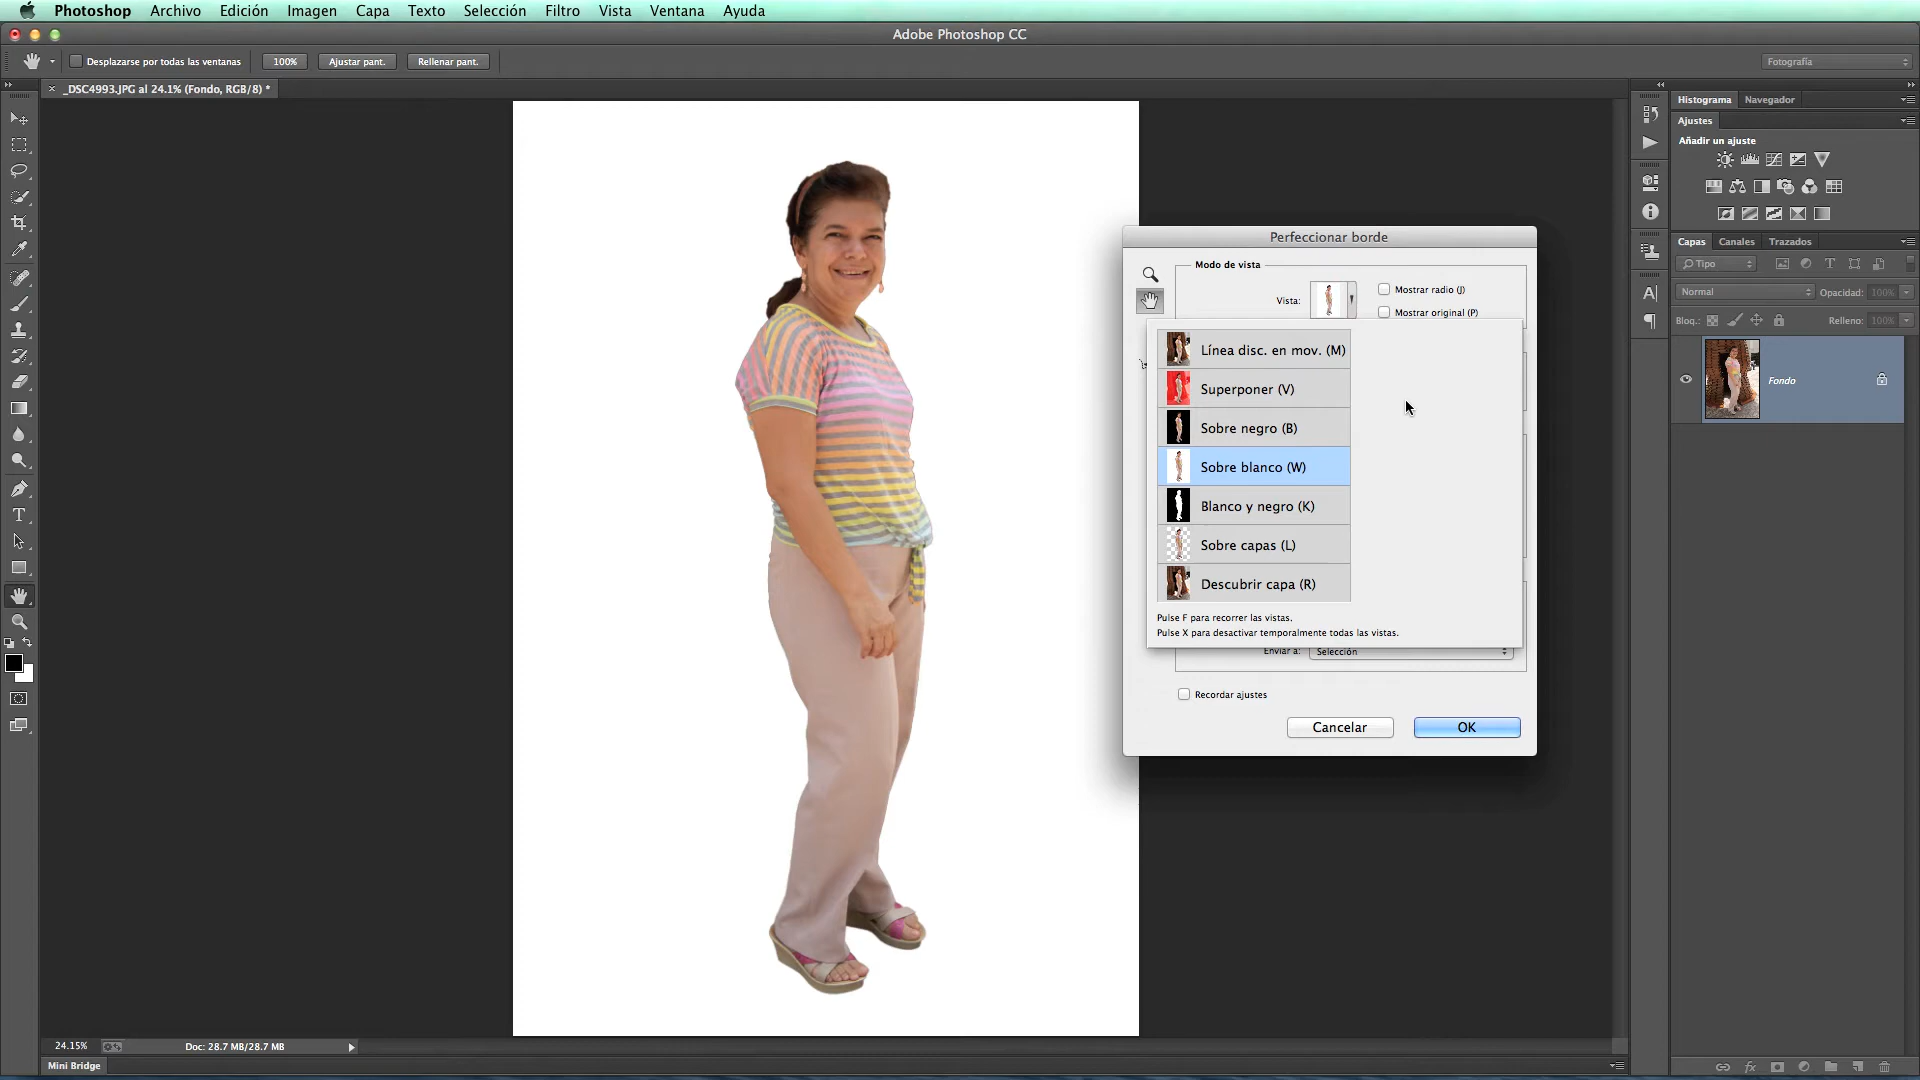 Photoshop Archivo Edición Imagen Capa Texto Selección Filtro Vista Ventana Ayuda
Adobe Photoshop CC
Desplazarse por todas las ventanas 100% Ajustar pant. Rellenar pant. Fotografía
_DSC4993.JPG al 24.1% (Fondo, RGB/8) *
Histograma Navegador
Ajustes
Añadir un ajuste
Capas Canales Trazados
Tipo
Normal Opacidad: 100%
Bloq.: Relleno: 100%
Fondo
Perfeccionar borde
Modo de vista
Vista: Mostrar radio (J)
Mostrar original (P)
Línea disc. en mov. (M)
Superponer (V)
Sobre negro (B)
Sobre blanco (W)
Blanco y negro (K)
Sobre capas (L)
Descubrir capa (R)
Pulse F para recorrer las vistas.
Pulse X para desactivar temporalmente todas las vistas.
Enviar a: Selección
Recordar ajustes
Cancelar OK
24.15% Doc: 28.7 MB/28.7 MB
Mini Bridge